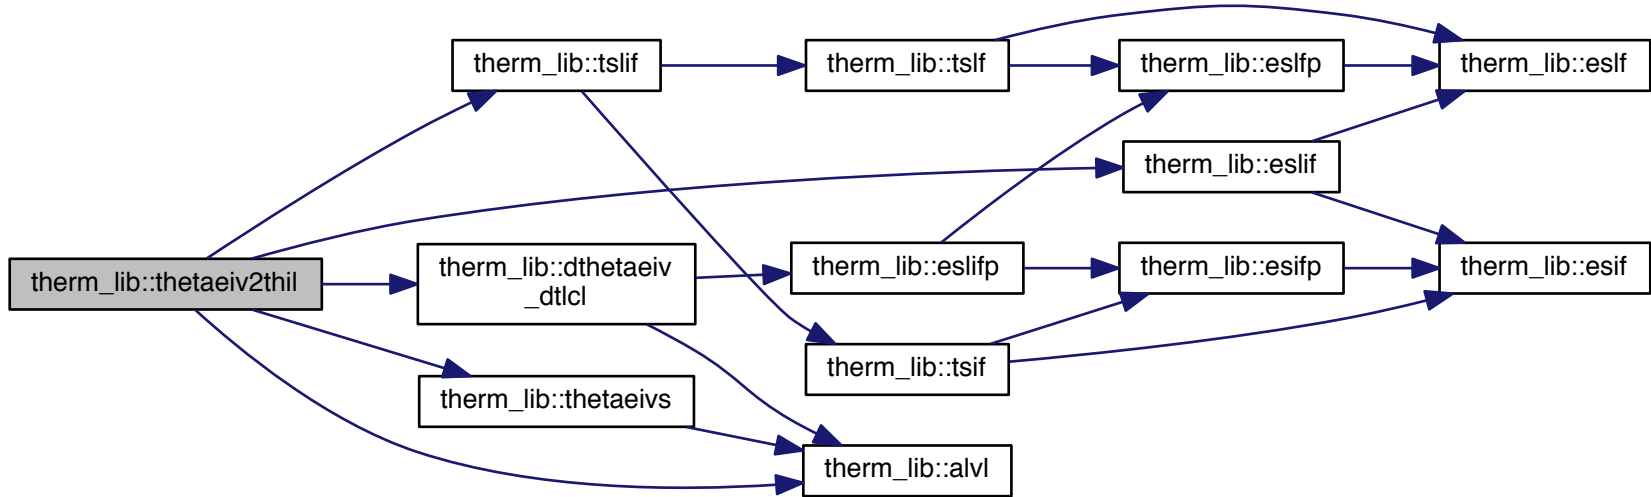 therm_lib::thetaeiv2thil
therm_lib::tslif
therm_lib::dthetaeiv
_dtlcl
therm_lib::thetaeivs
therm_lib::tslf
therm_lib::eslifp
therm_lib::tsif
therm_lib::alvl
therm_lib::eslfp
therm_lib::eslif
therm_lib::esifp
therm_lib::eslf
therm_lib::esif